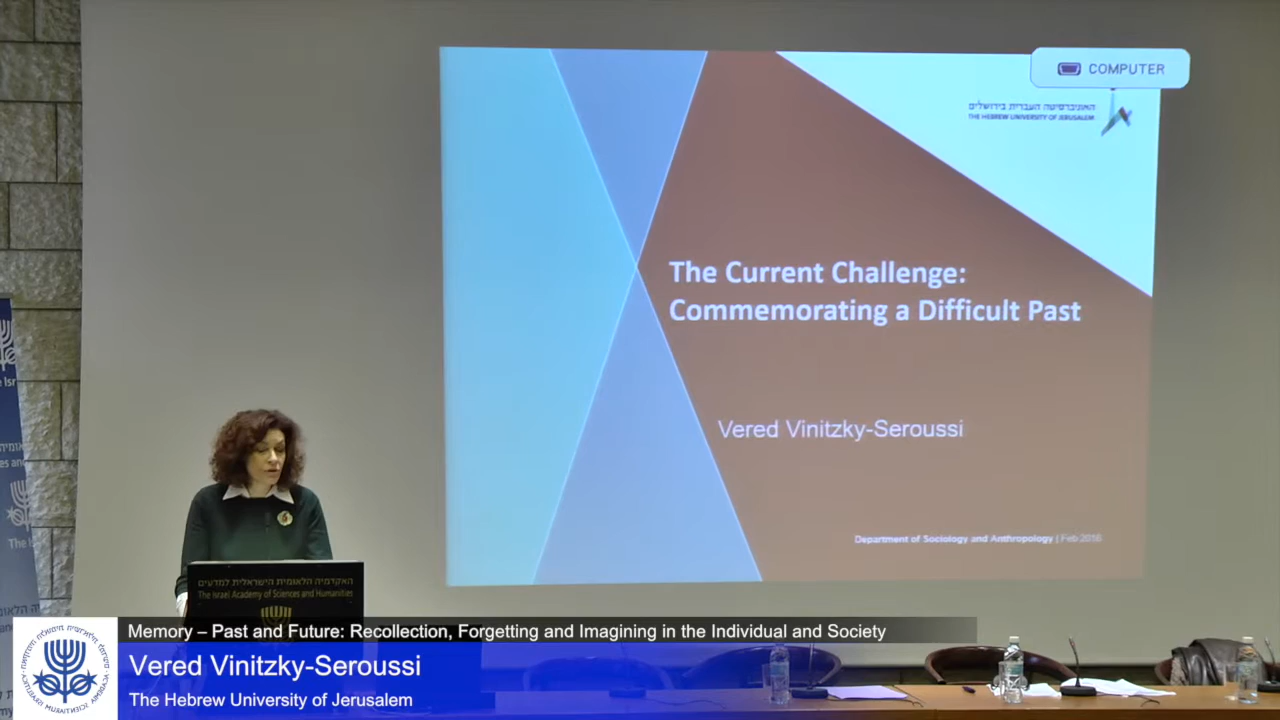 COMPUTER
האוניברסיטה העברית בירושלים
THE HEBREW UNIVERSITY OF JERUSALEM
The Current Challenge:
Commemorating a Difficult Past
Vered Vinitzky-Seroussi
Department of Sociology and Anthropology | Feb 2016
האקדמיה הלאומית הישראלית למדעים
The Israel Academy of Sciences and Humanities
Memory – Past and Future: Recollection, Forgetting and Imagining in the Individual and Society
Vered Vinitzky-Seroussi
The Hebrew University of Jerusalem